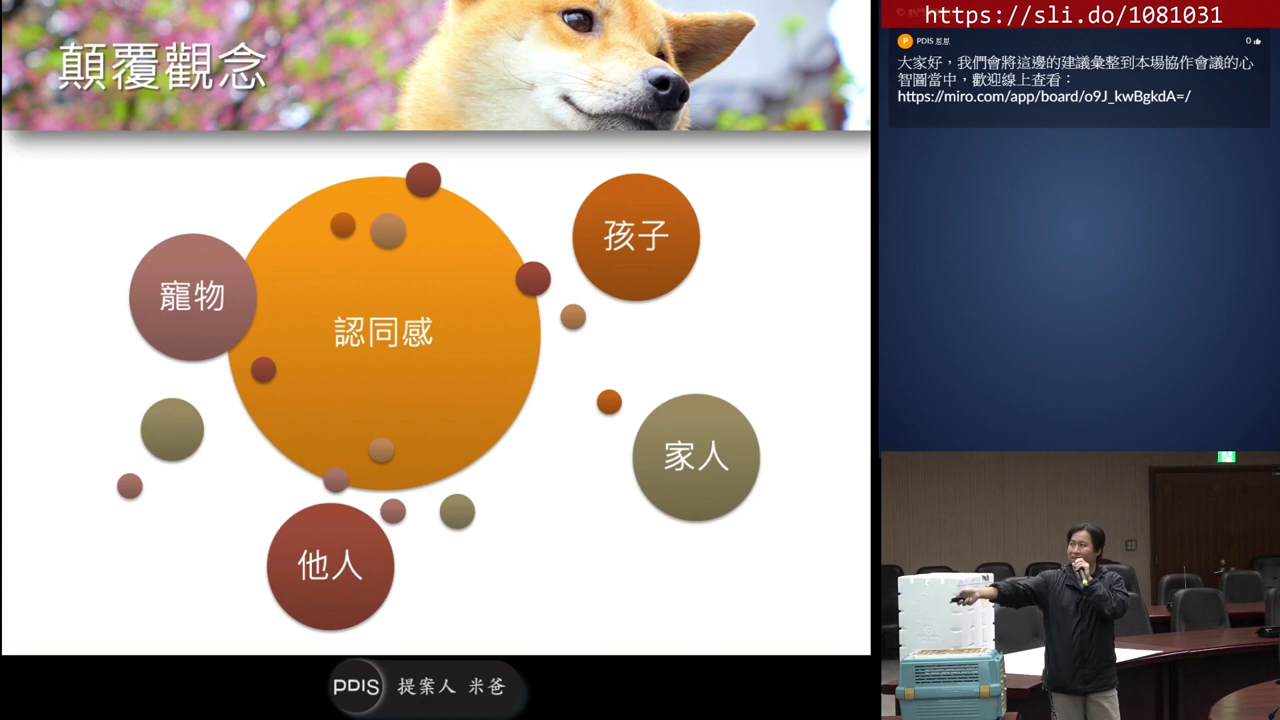 顛覆觀念
寵物
認同感
孩子
家人
他人
PDIS 提案人 米爸
https://sli.do/1081031
P PDIS 恩恩 0
大家好，我們會將這邊的建議彙整到本場協作會議的心
智圖當中，歡迎線上查看：
https://miro.com/app/board/o9J_kwBgkdA=/